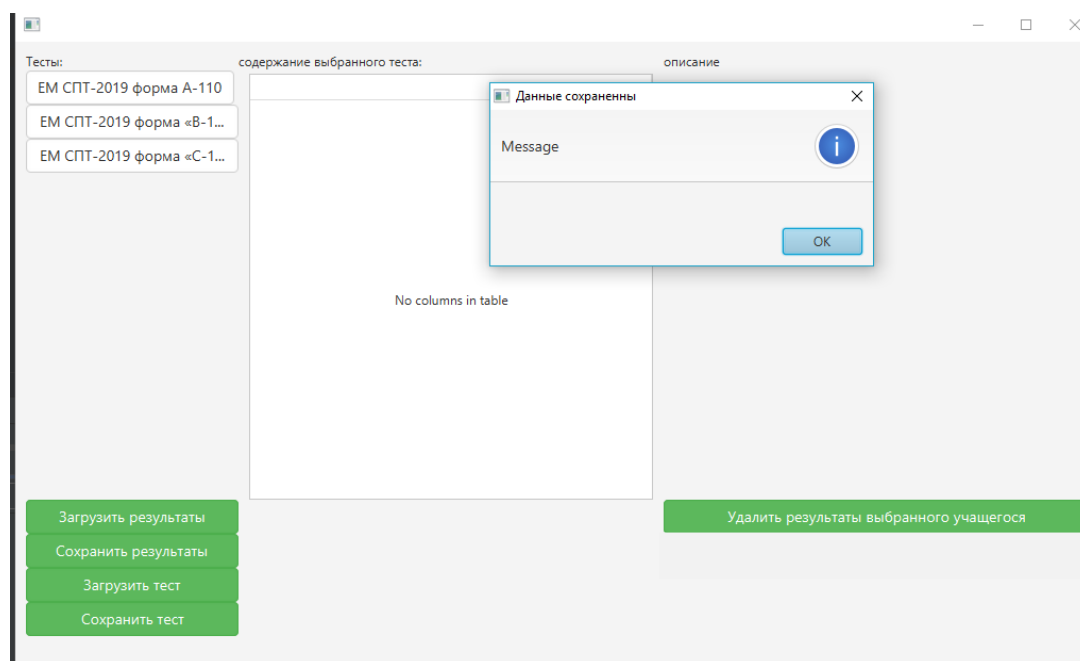 Тесты:
содержание выбранного теста:
описание
ЕМ СПТ-2019 форма А-110
ЕМ СПТ-2019 форма «В-1...
ЕМ СПТ-2019 форма «С-1...
Данные сохраненны
Message
OK
No columns in table
Загрузить результаты
Сохранить результаты
Загрузить тест
Сохранить тест
Удалить результаты выбранного учащегося